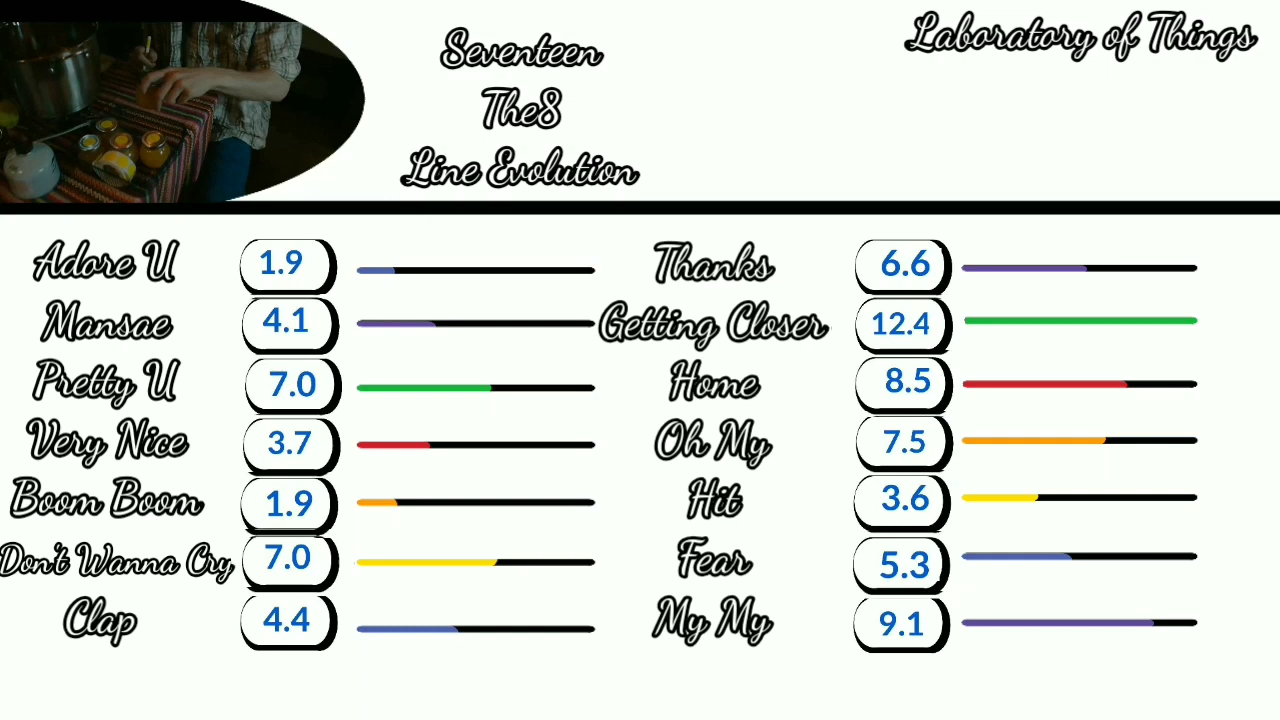 Seventeen
The8
Line Evolution
Laboratory of Things
Adore U 1.9
Mansae 4.1
Pretty U 7.0
Very Nice 3.7
Boom Boom 1.9
Don't Wanna Cry 7.0
Clap 4.4
Thanks 6.6
Getting Closer 12.4
Home 8.5
Oh My 7.5
Hit 3.6
Fear 5.3
My My 9.1